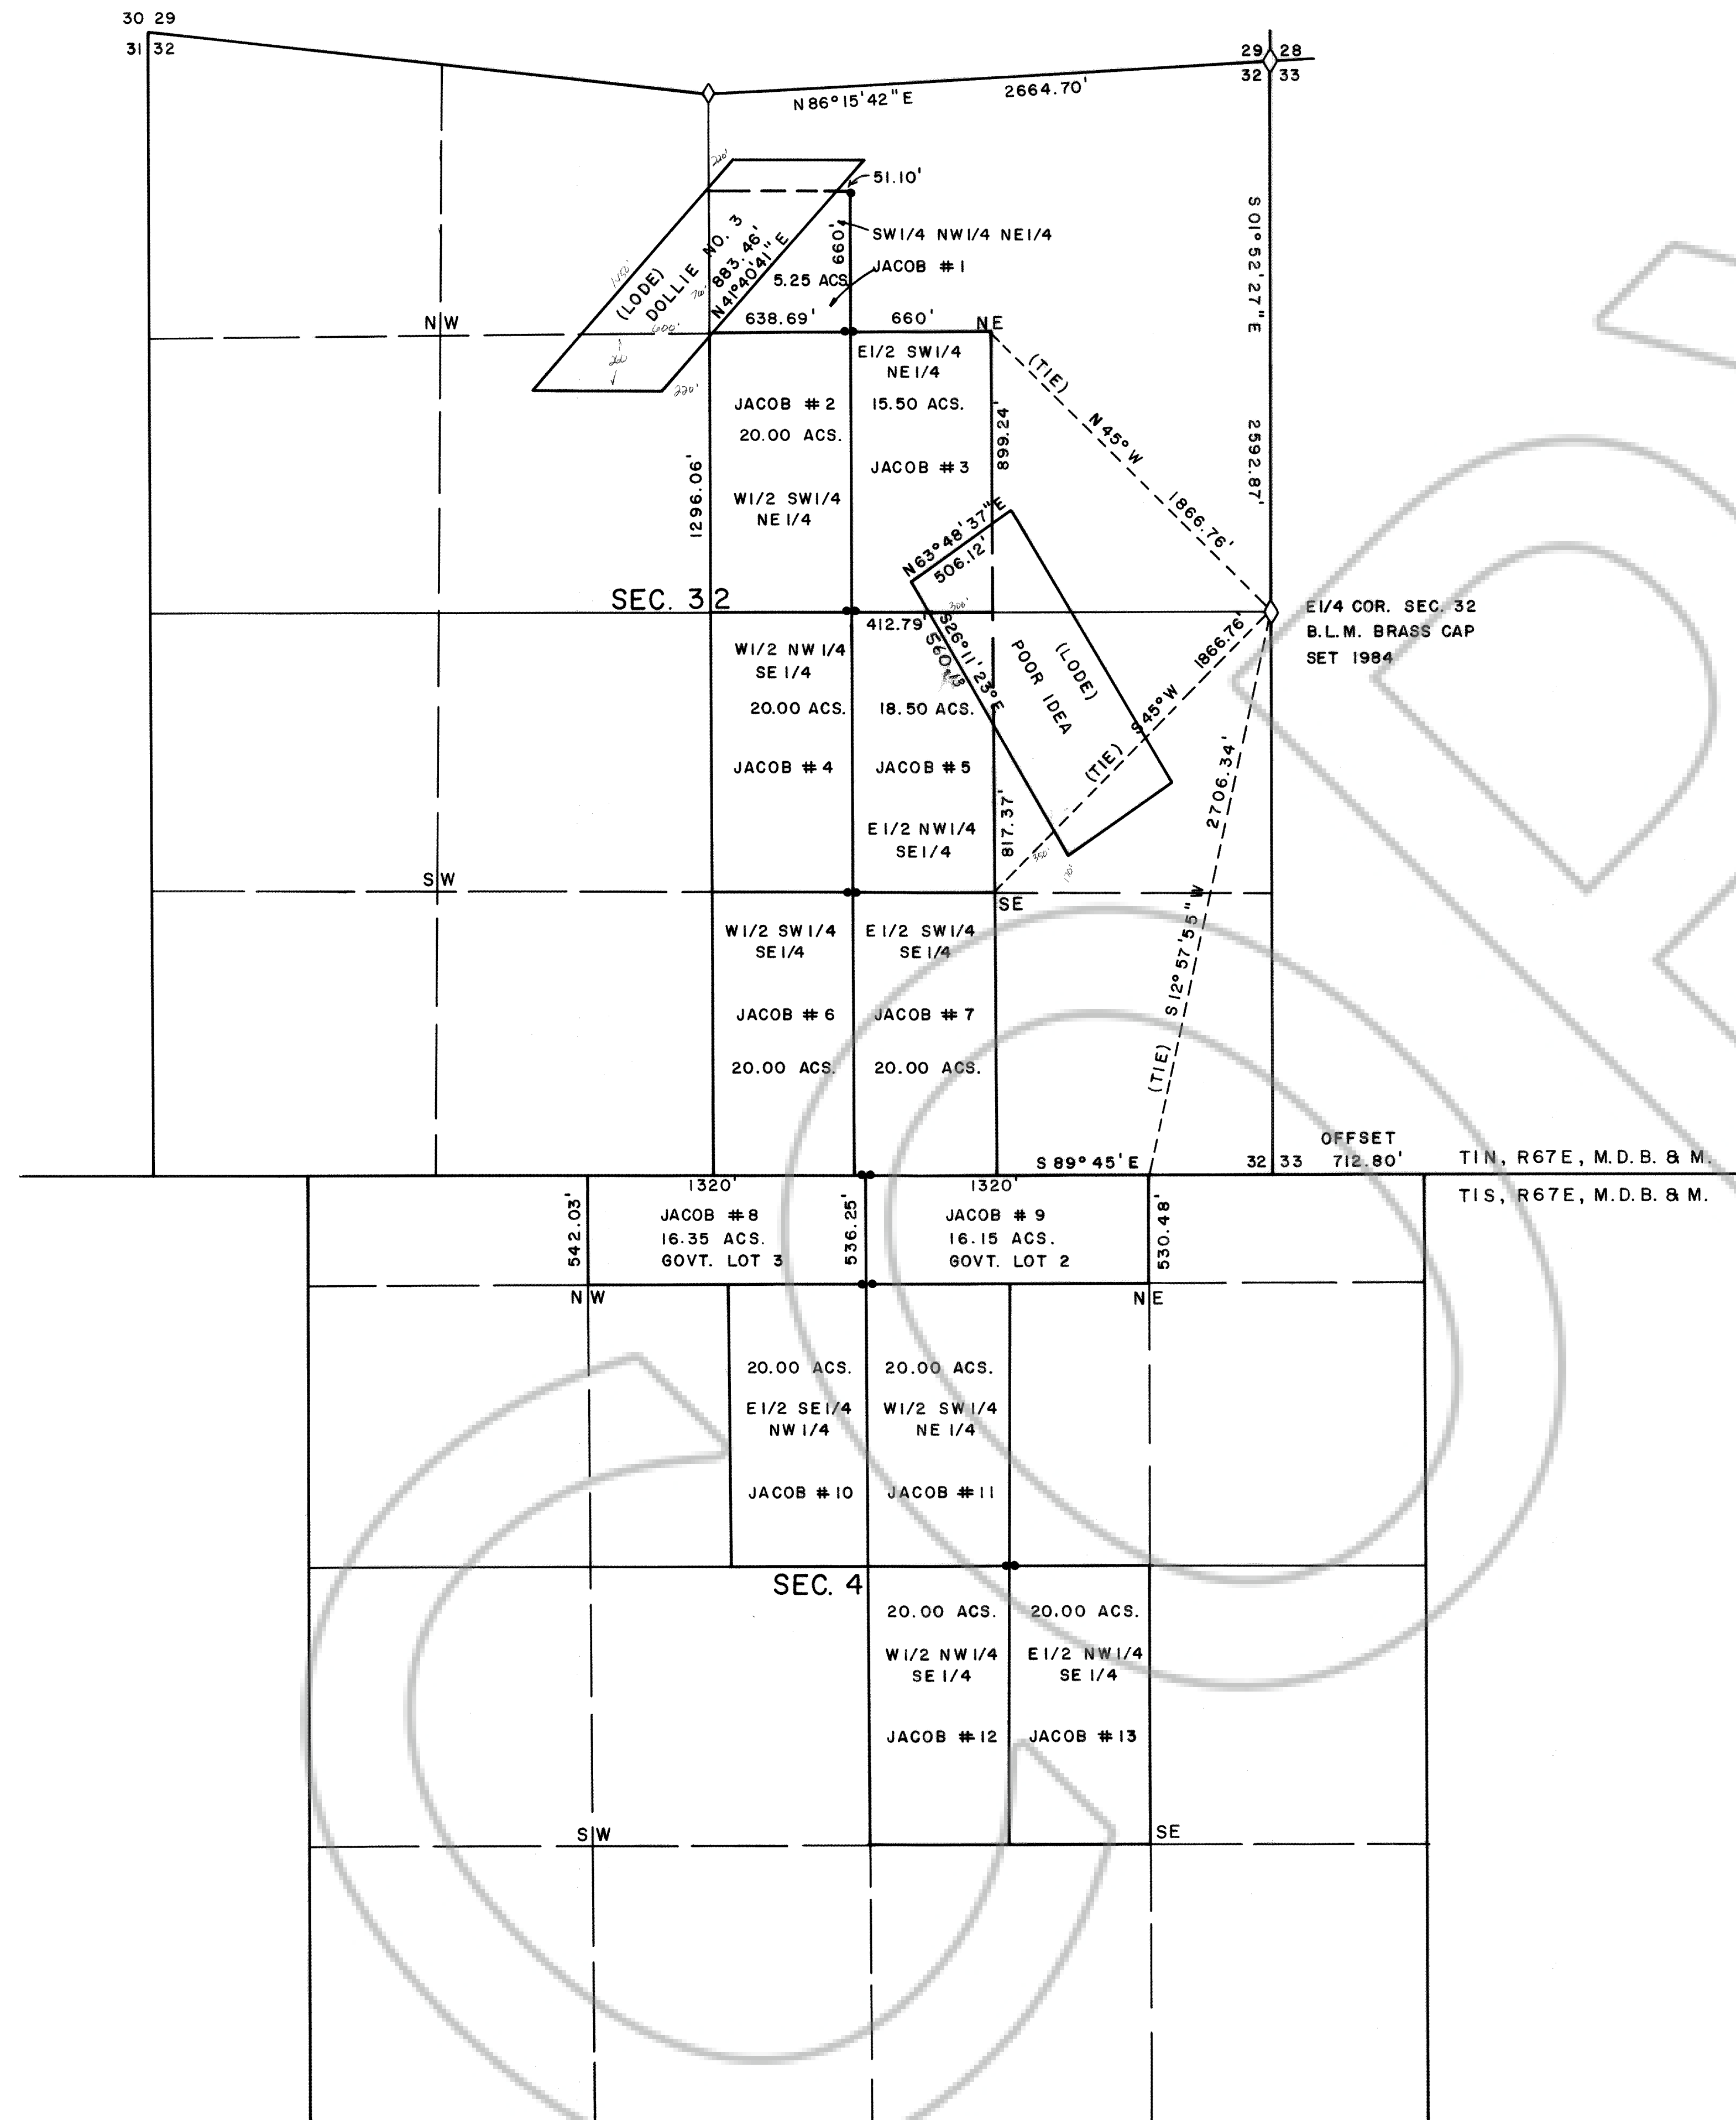 30 29
31 32
29 28
32 33
N 86° 15' 42" E
2664.70'
220'
51.10'
SW1/4 NW1/4 NE1/4
660'
JACOB #1
5.25 ACS
(LODE)
DOLLIE NO. 3
883.46'
N41°40'41"E
638.69'
660'
NW
NE
600'
260
220'
S 01° 52' 27" E
2592.87'
E1/2 SW1/4
NE1/4
JACOB #2
15.50 ACS.
20.00 ACS.
JACOB #3
899.24'
W1/2 SW1/4
NE 1/4
1296.06'
(TIE)
N 45° W
1866.76'
N63°48'37"E
506.12'
SEC. 32
300'
412.79'
E1/4 COR. SEC. 32
B.L.M. BRASS CAP
SET 1984
W1/2 NW 1/4
SE 1/4
S26°11'23"E
(LODE)
POOR IDEA
20.00 ACS.
18.50 ACS.
JACOB #4
JACOB #5
E1/2 NW1/4
SE1/4
817.37'
(TIE)
S 45° W
1866.76'
350'
170'
2706.34'
S 12° 57' 55" W
(TIE)
SW
SE
W1/2 SW1/4
SE1/4
E1/2 SW1/4
SE1/4
JACOB #6
JACOB #7
20.00 ACS.
20.00 ACS.
OFFSET
S 89° 45' E
32 33
712.80'
T1N, R67E, M.D.B. & M.
T1S, R67E, M.D.B. & M.
1320'
1320'
542.03'
JACOB #8
16.35 ACS.
GOVT. LOT 3
536.25'
JACOB #9
16.15 ACS.
GOVT. LOT 2
530.48'
NW
NE
20.00 ACS.
20.00 ACS.
E1/2 SE1/4
NW 1/4
W1/2 SW1/4
NE 1/4
JACOB #10
JACOB #11
SEC. 4
20.00 ACS.
20.00 ACS.
W1/2 NW1/4
SE 1/4
E1/2 NW1/4
SE 1/4
JACOB #12
JACOB #13
SW
SE